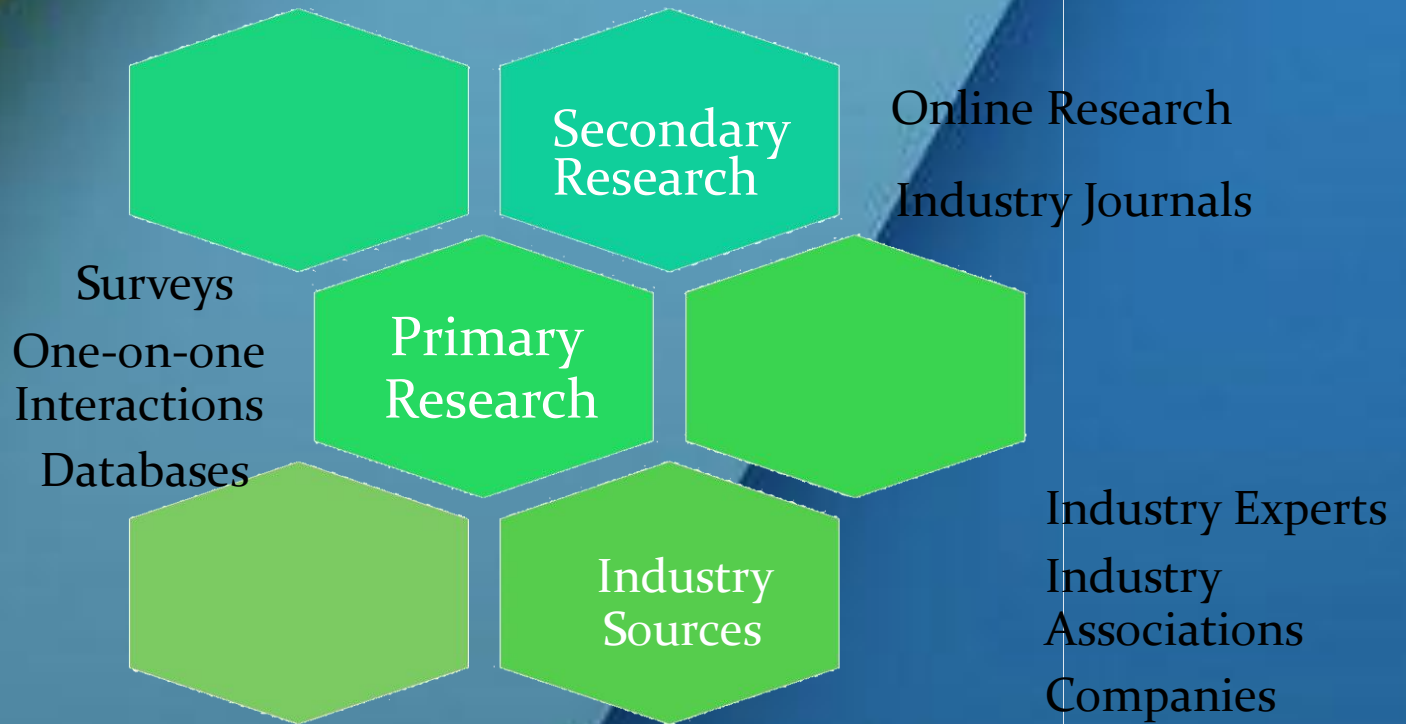 Secondary
Research
Online Research
Industry Journals
Surveys
One-on-one
Interactions
Databases
Primary
Research
Industry
Sources
Industry Experts
Industry
Associations
Companies